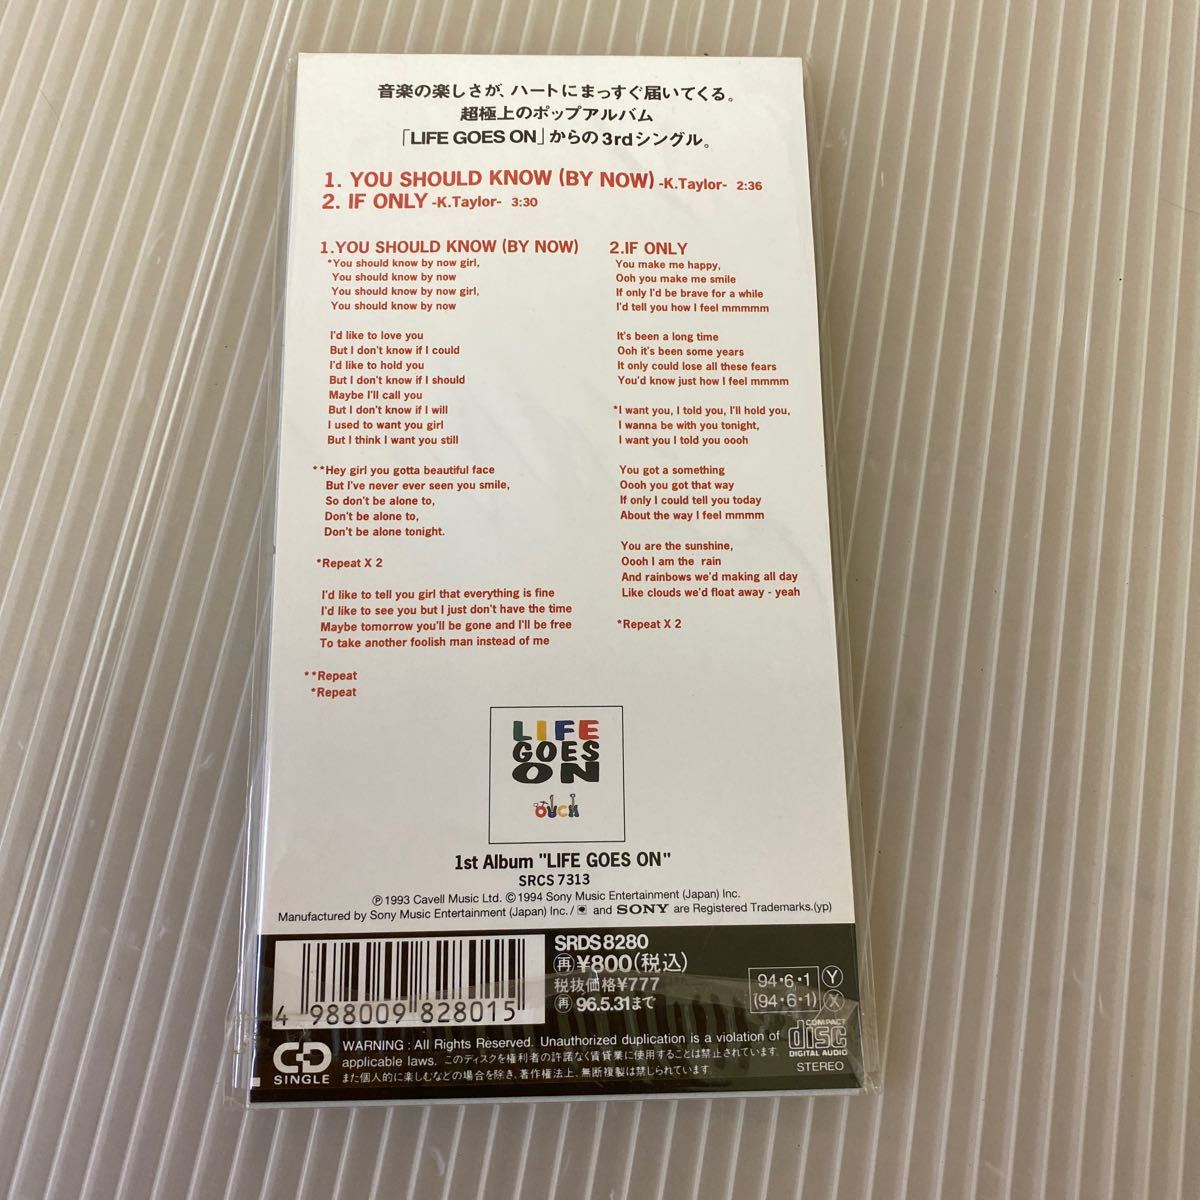 音楽の楽しさが、ハートにまっすぐ届いてくる。
超極上のポップアルバム
「LIFE GOES ON」からの3rdシングル。
1. YOU SHOULD KNOW (BY NOW) -K.Taylor- 2:36
2. IF ONLY -K.Taylor- 3:30
1.YOU SHOULD KNOW (BY NOW)
*You should know by now girl,
You should know by now
You should know by now girl,
You should know by now
I'd like to love you
But I don't know if I could
I'd like to hold you
But I don't know if I should
Maybe I'll call you
But I don't know if I will
I used to want you girl
But I think I want you still
**Hey girl you gotta beautiful face
But I've never ever seen you smile,
So don't be alone to,
Don't be alone to,
Don't be alone tonight.
*Repeat X 2
I'd like to tell you girl that everything is fine
I'd like to see you but I just don't have the time
Maybe tomorrow you'll be gone and I'll be free
To take another foolish man instead of me
**Repeat
*Repeat
2.IF ONLY
You make me happy,
Ooh you make me smile
If only I'd be brave for a while
I'd tell you how I feel mmmmm
It's been a long time
Ooh it's been some years
It only could lose all these fears
You'd know just how I feel mmmm
*I want you, I told you, I'll hold you,
I wanna be with you tonight,
I want you I told you oooh
You got a something
Oooh you got that way
If only I could tell you today
About the way I feel mmmm
You are the sunshine,
Oooh I am the rain
And rainbows we'd making all day
Like clouds we'd float away - yeah
*Repeat X 2
LIFE
GOES
ON
OUCH
1st Album "LIFE GOES ON"
SRCS 7313
Ⓟ1993 Cavell Music Ltd. ©1994 Sony Music Entertainment (Japan) Inc.
Manufactured by Sony Music Entertainment (Japan) Inc./ and SONY are Registered Trademarks.(yp)
SRDS 8280
再¥800(税込)
税抜価格¥777
再96.5.31まで
4 988009 828015
94・6・1 Y
(94・6・1) X
CD
SINGLE
WARNING : All Rights Reserved. Unauthorized duplication is a violation of
applicable laws. このディスクを権利者の許諾なく賃貸業に使用することは禁止されています。
また個人的に楽しむなどの場合を除き、著作権法上、無断複製は禁じられています。
COMPACT
disc
DIGITAL AUDIO
STEREO